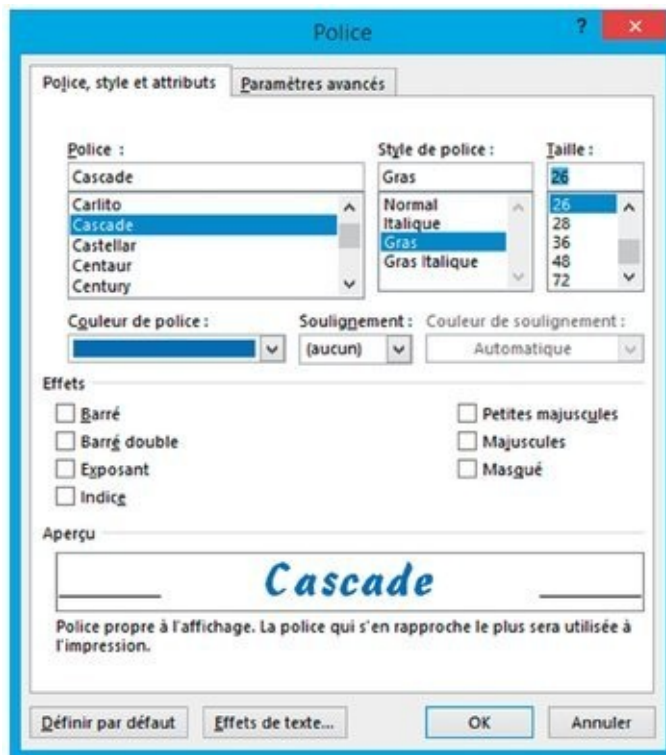 Police
?
Police, style et attributs
Paramètres avancés
Police :
Style de police :
Taille :
Cascade
Gras
26
Carlito
Normal
26
Cascade
Italique
28
Castellar
Gras
36
Centaur
Gras Italique
48
Century
72
Couleur de police :
Soulignement :
Couleur de soulignement :
(aucun)
Automatique
Effets
Barré
Petites majuscules
Barré double
Majuscules
Exposant
Masqué
Indice
Aperçu
Cascade
Police propre à l'affichage. La police qui s'en rapproche le plus sera utilisée à
l'impression.
Définir par défaut
Effets de texte...
OK
Annuler